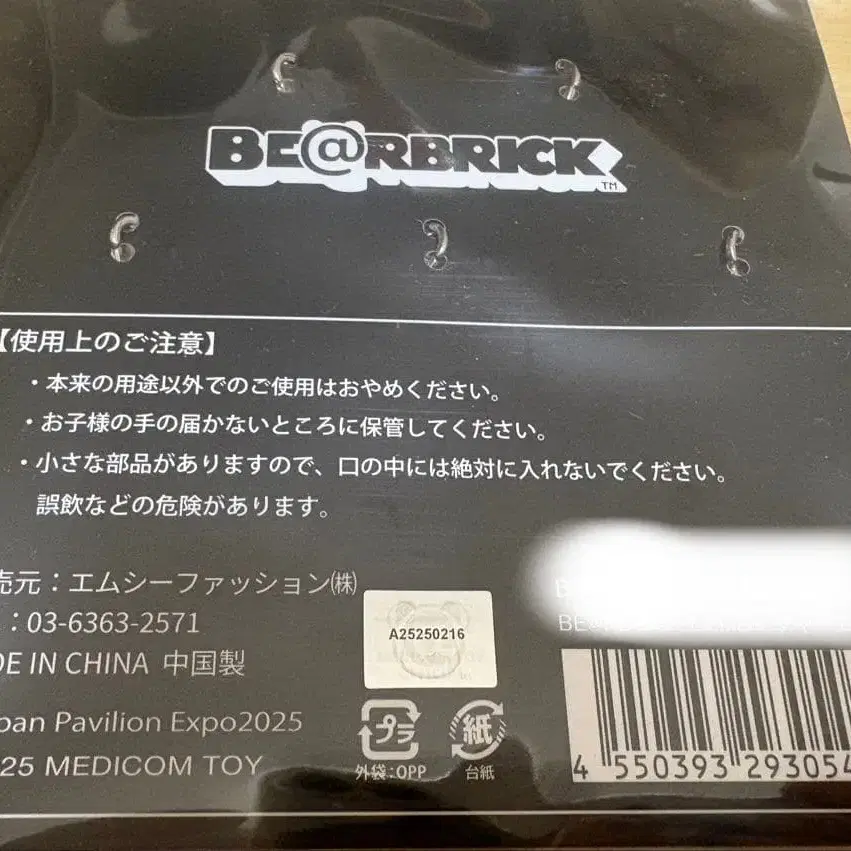 BE@RBRICK™
【使用上のご注意】
・本来の用途以外でのご使用はおやめください。
・お子様の手の届かないところに保管してください。
・小さな部品がありますので、口の中には絶対に入れないでください。
誤飲などの危険があります。
売元：エムシーファッション㈱
：03-6363-2571
DE IN CHINA 中国製
pan Pavilion Expo2025
25 MEDICOM TOY
A25250216
プラ
外袋：OPP
紙
台紙
4 550393 293054